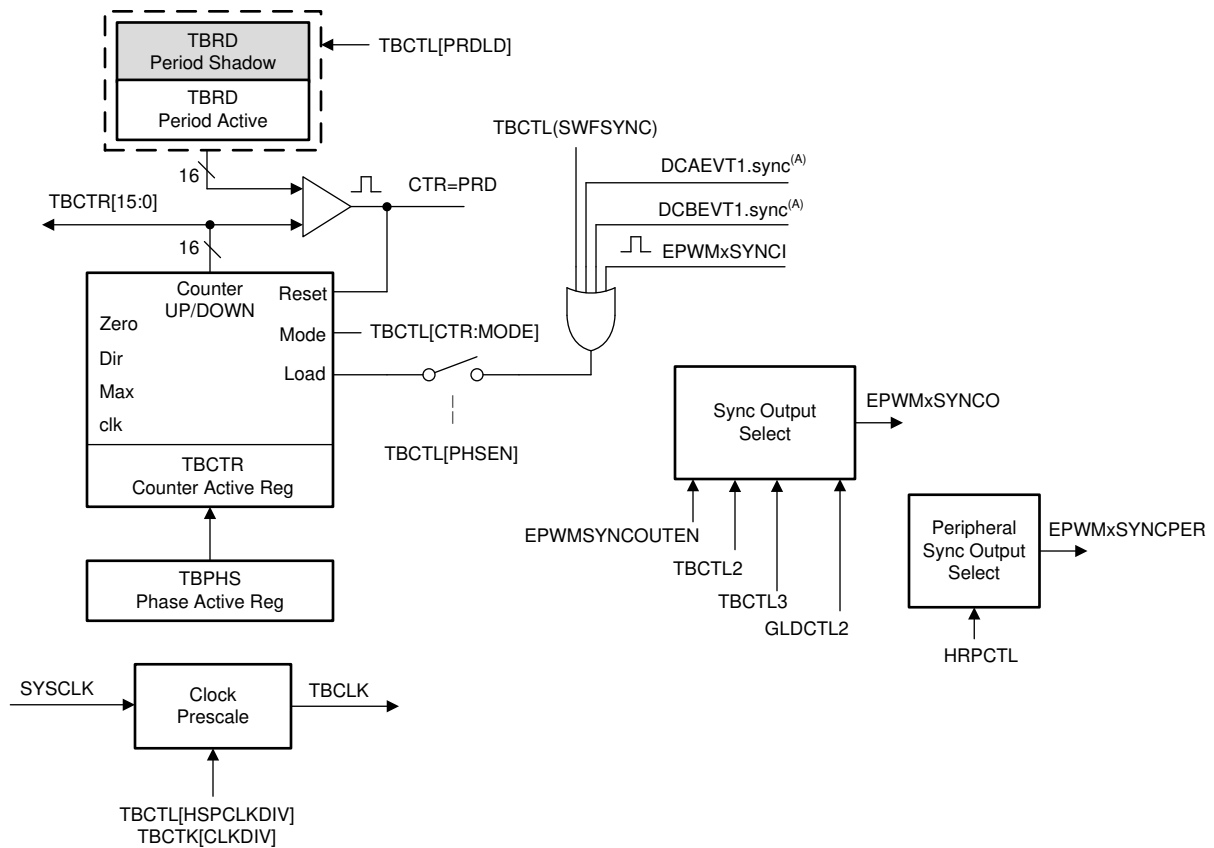 TBRD
Period Shadow
TBRD
Period Active
TBCTL[PRDLD]
16
TBCTR[15:0]
CTR=PRD
16
Counter
UP/DOWN
Reset
Zero
Mode
Dir
Load
Max
clk
TBCTR
Counter Active Reg
TBPHS
Phase Active Reg
TBCTL(SWFSYNC)
DCAEVT1.sync(A)
DCBEVT1.sync(A)
EPWMxSYNCI
TBCTL[CTR:MODE]
TBCTL[PHSEN]
Sync Output
Select
EPWMxSYNCO
EPWMSYNCOUTEN
TBCTL2
TBCTL3
GLDCTL2
Peripheral
Sync Output
Select
EPWMxSYNCPER
HRPCTL
SYSCLK
Clock
Prescale
TBCLK
TBCTL[HSPCLKDIV]
TBCTK[CLKDIV]